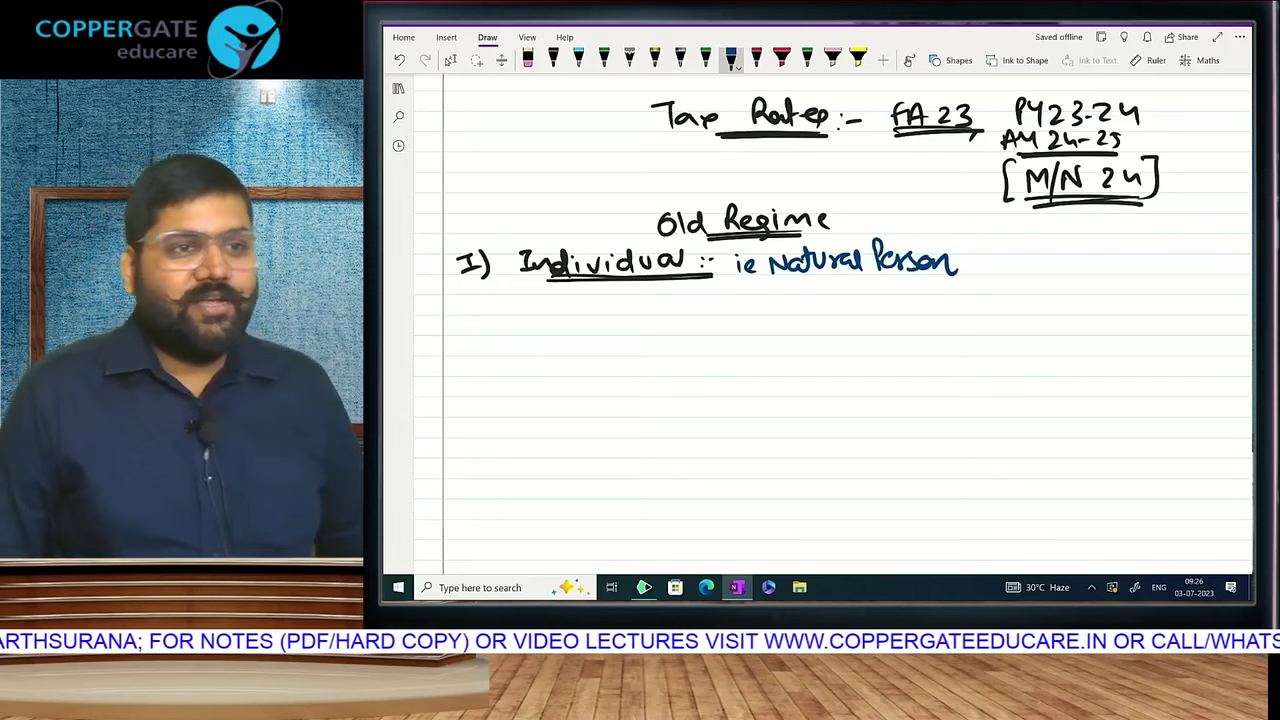 COPPERGATE
educare
Home Insert Draw View Help
Saved offline Share
Shapes Ink to Shape Ink to Text Ruler Maths
Tax Rates :- FA 23, PY 23-24
AY 24-25
[M/N 24]
Old Regime
I) Individual :- ie Natural Person
Type here to search
30°C Haze ENG 09:26
03-07-2023
ARTHSURANA; FOR NOTES (PDF/HARD COPY) OR VIDEO LECTURES VISIT WWW.COPPERGATEEDUCARE.IN OR CALL/WHATS